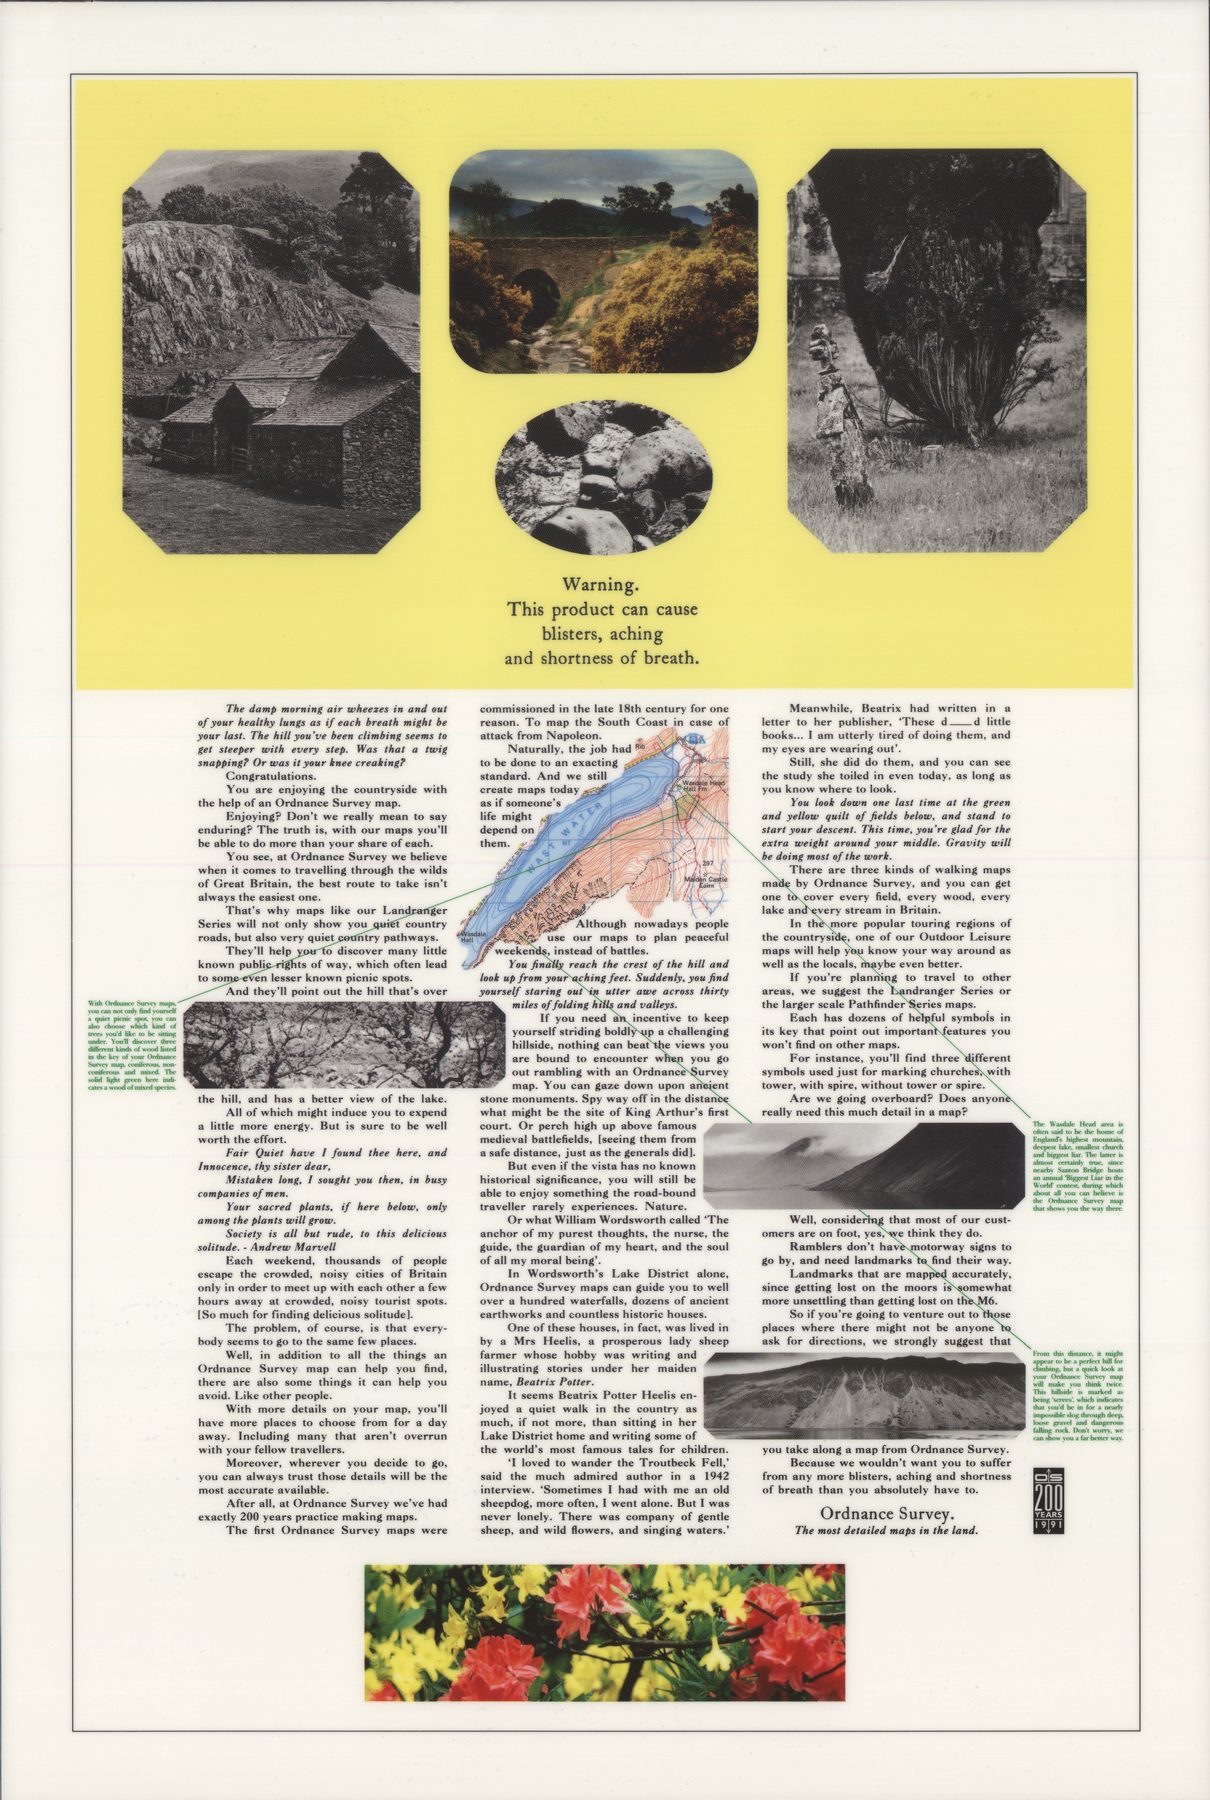 Warning.
This product can cause
blisters, aching
and shortness of breath.
The damp morning air wheezes in and out
of your healthy lungs as if each breath might be
your last. The hill you've been climbing seems to
get steeper with every step. Was that a twig
snapping? Or was it your knee creaking?
Congratulations.
You are enjoying the countryside with
the help of an Ordnance Survey map.
Enjoying? Don't we really mean to say
enduring? The truth is, with our maps you'll
be able to do more than your share of each.
You see, at Ordnance Survey we believe
when it comes to travelling through the wilds
of Great Britain, the best route to take isn't
always the easiest one.
That's why maps like our Landranger
Series will not only show you quiet country
roads, but also very quiet country pathways.
They'll help you to discover many little
known public rights of way, which often lead
to some even lesser known picnic spots.
And they'll point out the hill that's over
With Ordnance Survey maps,
you can not only find yourself
a quiet picnic spot, you can
also choose which kind of
trees you'd like to be sitting
under. You'll discover three
different kinds of wood listed
in the key of your Ordnance
Survey map, coniferous, non-
coniferous and mixed. The
solid light green here indi-
cates a wood of mixed species.
the hill, and has a better view of the lake.
All of which might induce you to expend
a little more energy. But is sure to be well
worth the effort.
Fair Quiet have I found thee here, and
Innocence, thy sister dear,
Mistaken long, I sought you then, in busy
companies of men.
Your sacred plants, if here below, only
among the plants will grow.
Society is all but rude, to this delicious
solitude. - Andrew Marvell
Each weekend, thousands of people
escape the crowded, noisy cities of Britain
only in order to meet up with each other a few
hours away at crowded, noisy tourist spots.
[So much for finding delicious solitude].
The problem, of course, is that every-
body seems to go to the same few places.
Well, in addition to all the things an
Ordnance Survey map can help you find,
there are also some things it can help you
avoid. Like other people.
With more details on your map, you'll
have more places to choose from for a day
away. Including many that aren't overrun
with your fellow travellers.
Moreover, wherever you decide to go,
you can always trust those details will be the
most accurate available.
After all, at Ordnance Survey we've had
exactly 200 years practice making maps.
The first Ordnance Survey maps were
commissioned in the late 18th century for one
reason. To map the South Coast in case of
attack from Napoleon.
Naturally, the job had
to be done to an exacting
standard. And we still
create maps today
as if someone's
life might
depend on
them.
Wasdale Head
Hall Fm
WAST WATER
297
Maiden Castle
Cairn
Wasdale
Hall
Although nowadays people
use our maps to plan peaceful
weekends, instead of battles.
You finally reach the crest of the hill and
look up from your aching feet. Suddenly, you find
yourself staring out in utter awe across thirty
miles of folding hills and valleys.
If you need an incentive to keep
yourself striding boldly up a challenging
hillside, nothing can beat the views you
are bound to encounter when you go
out rambling with an Ordnance Survey
map. You can gaze down upon ancient
stone monuments. Spy way off in the distance
what might be the site of King Arthur's first
court. Or perch high up above famous
medieval battlefields, [seeing them from
a safe distance, just as the generals did].
But even if the vista has no known
historical significance, you will still be
able to enjoy something the road-bound
traveller rarely experiences. Nature.
Or what William Wordsworth called 'The
anchor of my purest thoughts, the nurse, the
guide, the guardian of my heart, and the soul
of all my moral being'.
In Wordsworth's Lake District alone,
Ordnance Survey maps can guide you to well
over a hundred waterfalls, dozens of ancient
earthworks and countless historic houses.
One of these houses, in fact, was lived in
by a Mrs Heelis, a prosperous lady sheep
farmer whose hobby was writing and
illustrating stories under her maiden
name, Beatrix Potter.
It seems Beatrix Potter Heelis en-
joyed a quiet walk in the country as
much, if not more, than sitting in her
Lake District home and writing some of
the world's most famous tales for children.
'I loved to wander the Troutbeck Fell,'
said the much admired author in a 1942
interview. 'Sometimes I had with me an old
sheepdog, more often, I went alone. But I was
never lonely. There was company of gentle
sheep, and wild flowers, and singing waters.'
Meanwhile, Beatrix had written in a
letter to her publisher, 'These d___d little
books... I am utterly tired of doing them, and
my eyes are wearing out'.
Still, she did do them, and you can see
the study she toiled in even today, as long as
you know where to look.
You look down one last time at the green
and yellow quilt of fields below, and stand to
start your descent. This time, you're glad for the
extra weight around your middle. Gravity will
be doing most of the work.
There are three kinds of walking maps
made by Ordnance Survey, and you can get
one to cover every field, every wood, every
lake and every stream in Britain.
In the more popular touring regions of
the countryside, one of our Outdoor Leisure
maps will help you know your way around as
well as the locals, maybe even better.
If you're planning to travel to other
areas, we suggest the Landranger Series or
the larger scale Pathfinder Series maps.
Each has dozens of helpful symbols in
its key that point out important features you
won't find on other maps.
For instance, you'll find three different
symbols used just for marking churches, with
tower, with spire, without tower or spire.
Are we going overboard? Does anyone
really need this much detail in a map?
The Wasdale Head area is
often said to be the home of
England's highest mountain,
deepest lake, smallest church
and biggest liar. The latter is
almost certainly true, since
nearby Santon Bridge hosts
an annual 'Biggest Liar in the
World' contest, during which
about all you can believe is
the Ordnance Survey map
that shows you the way there.
Well, considering that most of our cust-
omers are on foot, yes, we think they do.
Ramblers don't have motorway signs to
go by, and need landmarks to find their way.
Landmarks that are mapped accurately,
since getting lost on the moors is somewhat
more unsettling than getting lost on the M6.
So if you're going to venture out to those
places where there might not be anyone to
ask for directions, we strongly suggest that
From this distance, it might
appear to be a perfect hill for
climbing, but a quick look at
your Ordnance Survey map
will make you think twice.
This hillside is marked as
being 'screes', which indicates
that you'd be in for a nearly
impossible slog through deep,
loose gravel and dangerous
falling rock. Don't worry, we
can show you a far better way.
you take along a map from Ordnance Survey.
Because we wouldn't want you to suffer
from any more blisters, aching and shortness
of breath than you absolutely have to.
Ordnance Survey.
The most detailed maps in the land.
OS
200
YEARS
1991